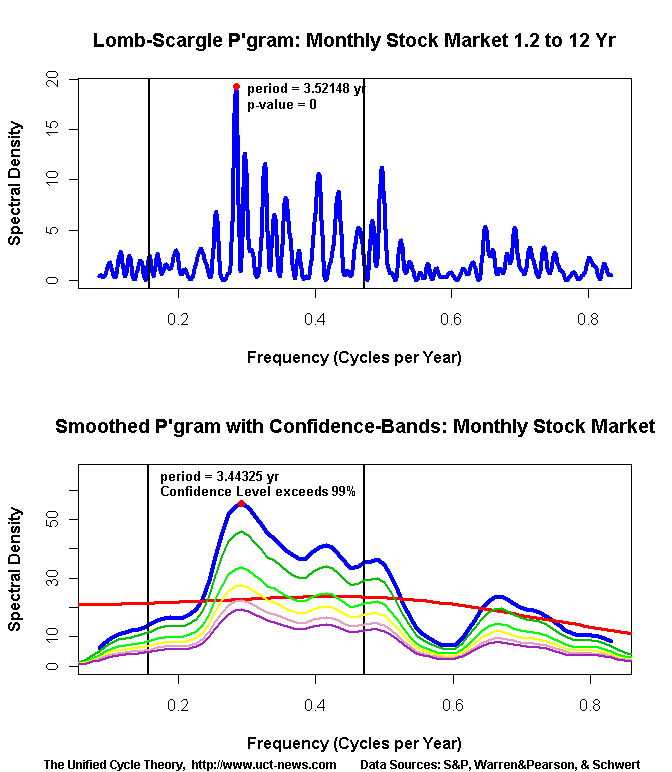 Lomb-Scargle P'gram: Monthly Stock Market 1.2 to 12 Yr
period = 3.52148 yr
p-value = 0
Spectral Density
20
15
10
5
0
0.2 0.4 0.6 0.8
Frequency (Cycles per Year)
Smoothed P'gram with Confidence-Bands: Monthly Stock Market
period = 3.44325 yr
Confidence Level exceeds 99%
Spectral Density
50
30
10
0
0.2 0.4 0.6 0.8
Frequency (Cycles per Year)
The Unified Cycle Theory, http://www.uct-news.com Data Sources: S&P, Warren&Pearson, & Schwert